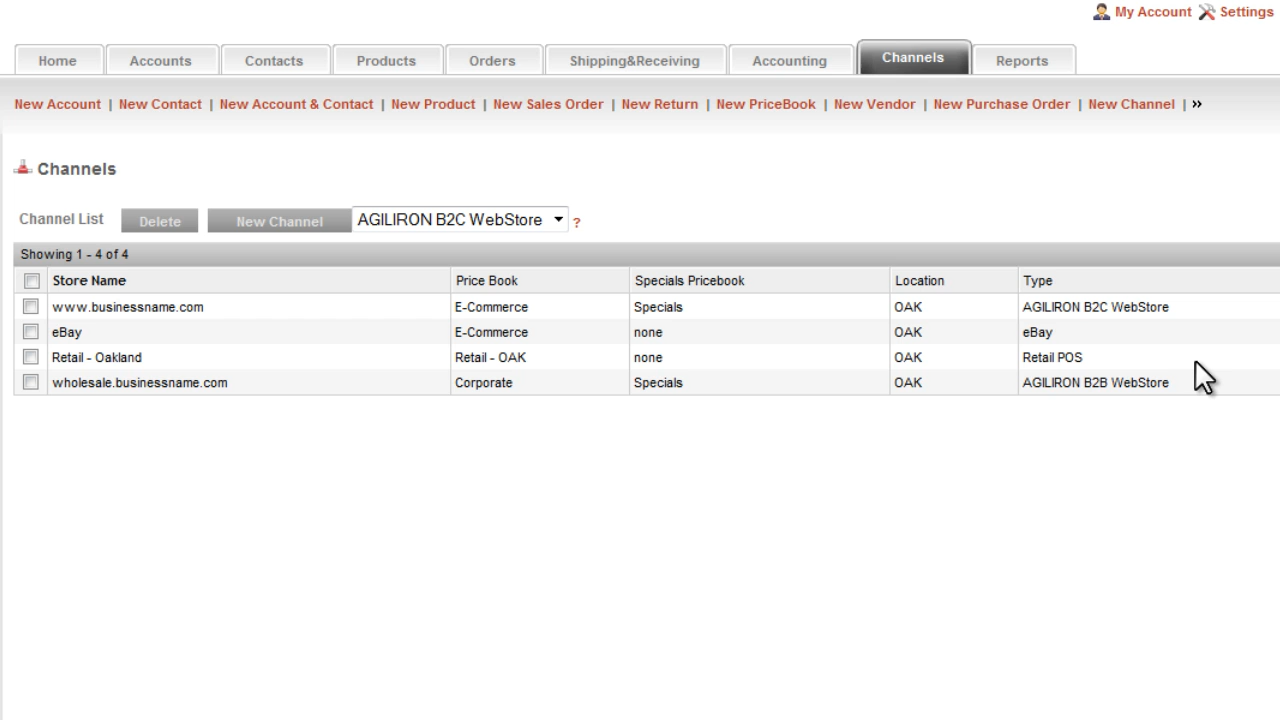 My Account Settings
Home Accounts Contacts Products Orders Shipping&Receiving Accounting Channels Reports
New Account | New Contact | New Account & Contact | New Product | New Sales Order | New Return | New PriceBook | New Vendor | New Purchase Order | New Channel | »
Channels
Channel List Delete New Channel AGILIRON B2C WebStore ?
Showing 1 - 4 of 4
Store Name Price Book Specials Pricebook Location Type
www.businessname.com E-Commerce Specials OAK AGILIRON B2C WebStore
eBay E-Commerce none OAK eBay
Retail - Oakland Retail - OAK none OAK Retail POS
wholesale.businessname.com Corporate Specials OAK AGILIRON B2B WebStore